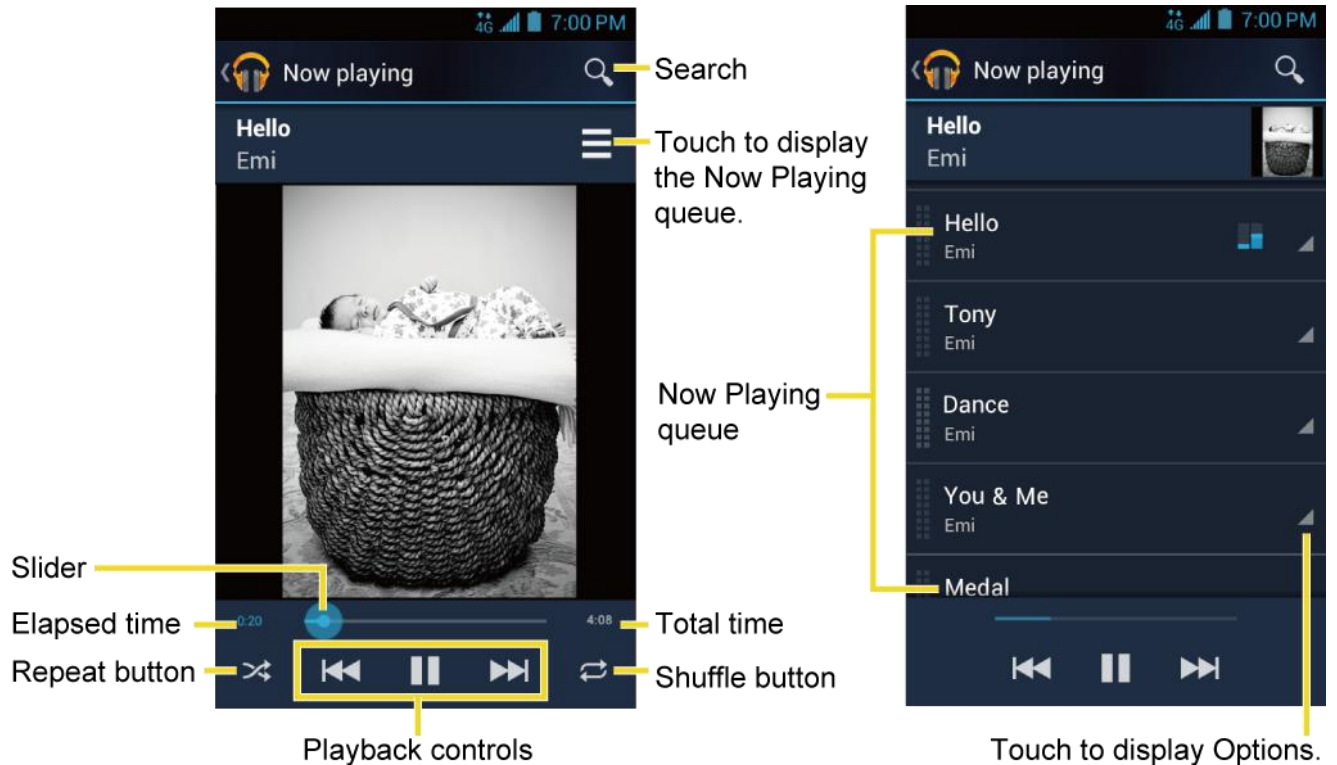 4G 7:00 PM
Now playing
Search
Hello
Emi
Touch to display
the Now Playing
queue.
Slider
Elapsed time
0:20
4:08
Total time
Repeat button
Shuffle button
Playback controls
4G 7:00 PM
Now playing
Hello
Emi
Now Playing
queue
Hello
Emi
Tony
Emi
Dance
Emi
You & Me
Emi
Medal
Touch to display Options.